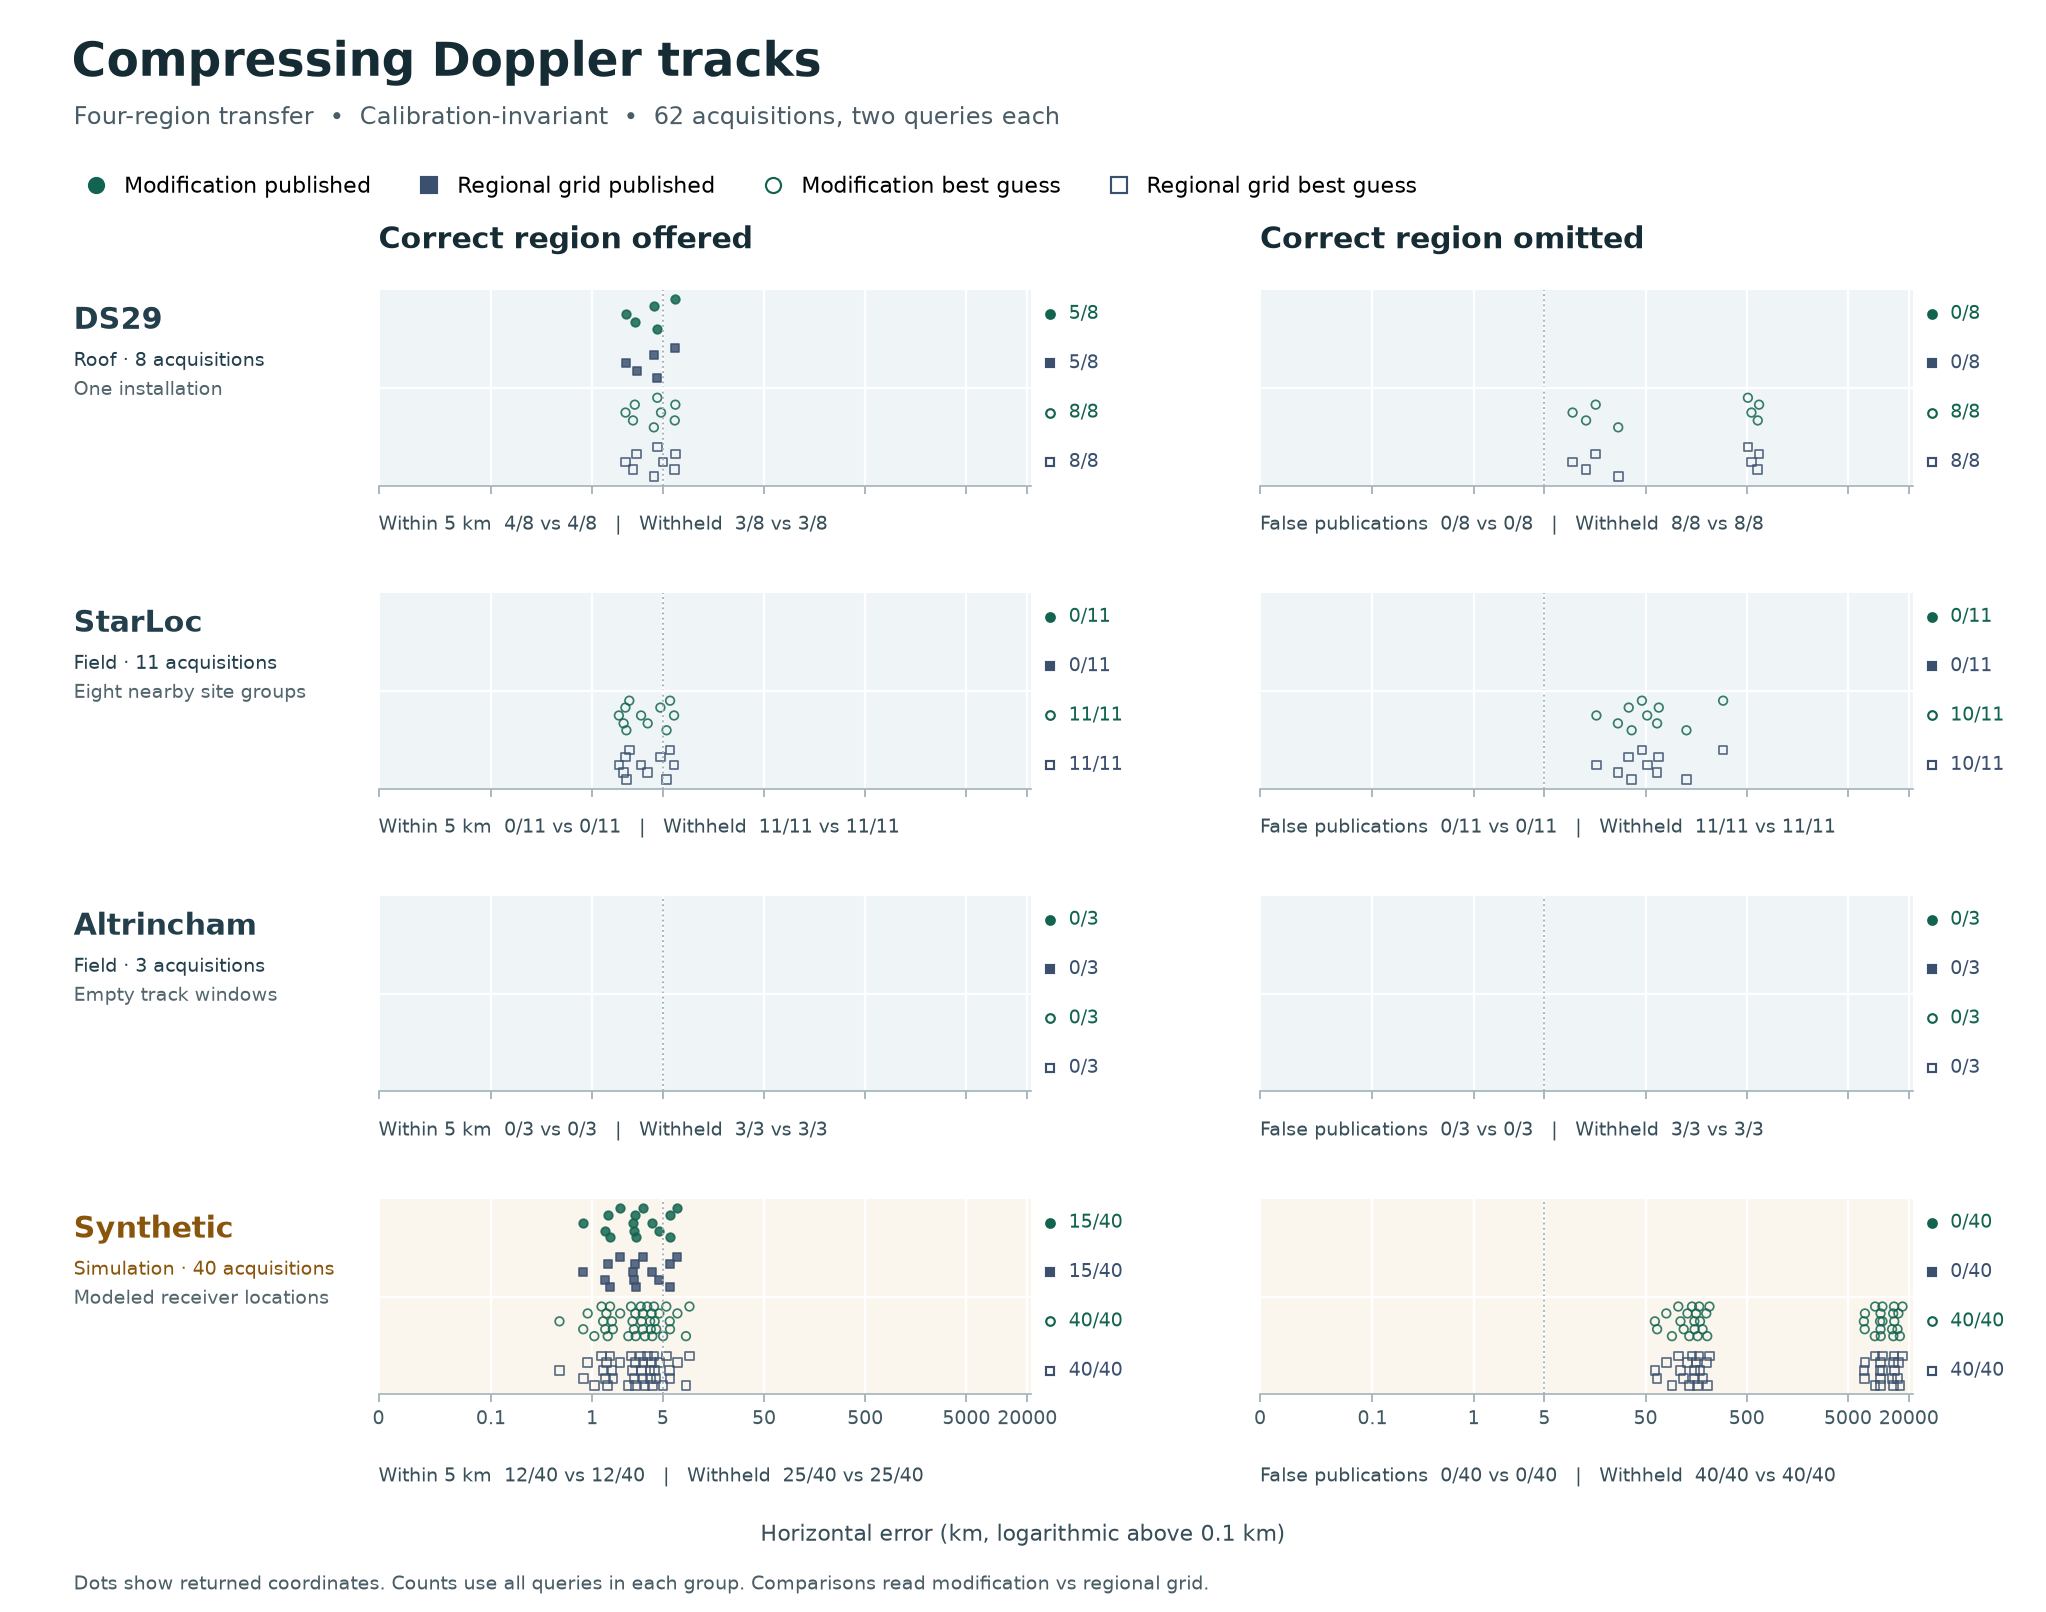 Compressing Doppler tracks
Four-region transfer • Calibration-invariant • 62 acquisitions, two queries each
Modification published
Regional grid published
Modification best guess
Regional grid best guess
Correct region offered
Correct region omitted
DS29
Roof · 8 acquisitions
One installation
5/8
5/8
8/8
8/8
0/8
0/8
8/8
8/8
Within 5 km 4/8 vs 4/8 | Withheld 3/8 vs 3/8
False publications 0/8 vs 0/8 | Withheld 8/8 vs 8/8
StarLoc
Field · 11 acquisitions
Eight nearby site groups
0/11
0/11
11/11
11/11
0/11
0/11
10/11
10/11
Within 5 km 0/11 vs 0/11 | Withheld 11/11 vs 11/11
False publications 0/11 vs 0/11 | Withheld 11/11 vs 11/11
Altrincham
Field · 3 acquisitions
Empty track windows
0/3
0/3
0/3
0/3
0/3
0/3
0/3
0/3
Within 5 km 0/3 vs 0/3 | Withheld 3/3 vs 3/3
False publications 0/3 vs 0/3 | Withheld 3/3 vs 3/3
Synthetic
Simulation · 40 acquisitions
Modeled receiver locations
15/40
15/40
40/40
40/40
0/40
0/40
40/40
40/40
0 0.1 1 5 50 500 5000 20000
0 0.1 1 5 50 500 5000 20000
Within 5 km 12/40 vs 12/40 | Withheld 25/40 vs 25/40
False publications 0/40 vs 0/40 | Withheld 40/40 vs 40/40
Horizontal error (km, logarithmic above 0.1 km)
Dots show returned coordinates. Counts use all queries in each group. Comparisons read modification vs regional grid.